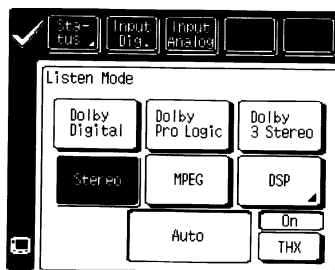 Sta-
tus
Input
Dig.
Input
Analog
Listen Mode
Dolby
Digital
Dolby
Pro Logic
Dolby
3 Stereo
Stereo
MPEG
DSP
Auto
On
THX